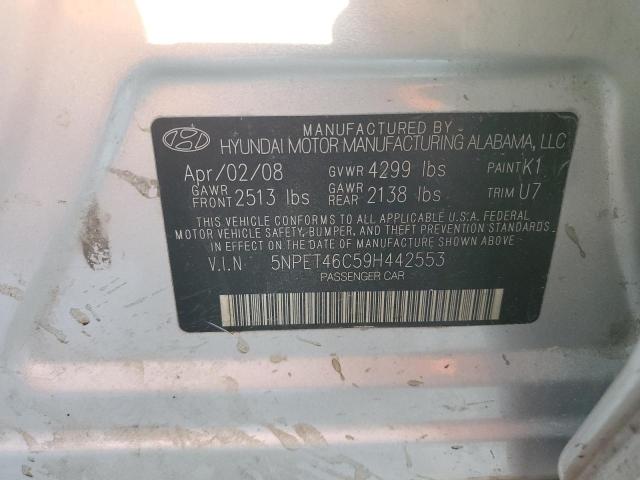 MANUFACTURED BY
HYUNDAI MOTOR MANUFACTURING ALABAMA, LLC
Apr/02/08 GVWR 4299 lbs PAINT K1
GAWR FRONT 2513 lbs GAWR REAR 2138 lbs TRIM U7
THIS VEHICLE CONFORMS TO ALL APPLICABLE U.S.A. FEDERAL
MOTOR VEHICLE SAFETY, BUMPER, AND THEFT PREVENTION STANDARDS
IN EFFECT ON THE DATE OF MANUFACTURE SHOWN ABOVE
V.I.N 5NPET46C59H442553
PASSENGER CAR